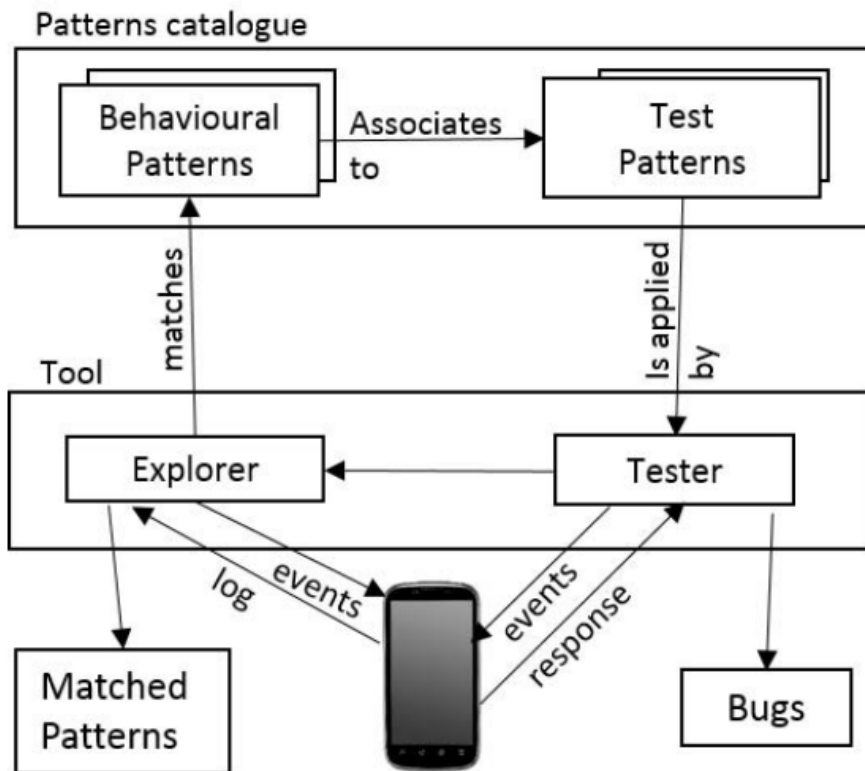 Patterns catalogue
Behavioural
Patterns
Associates
to
Test
Patterns
matches
Is applied
by
Tool
Explorer
Tester
log
events
events
response
Matched
Patterns
Bugs